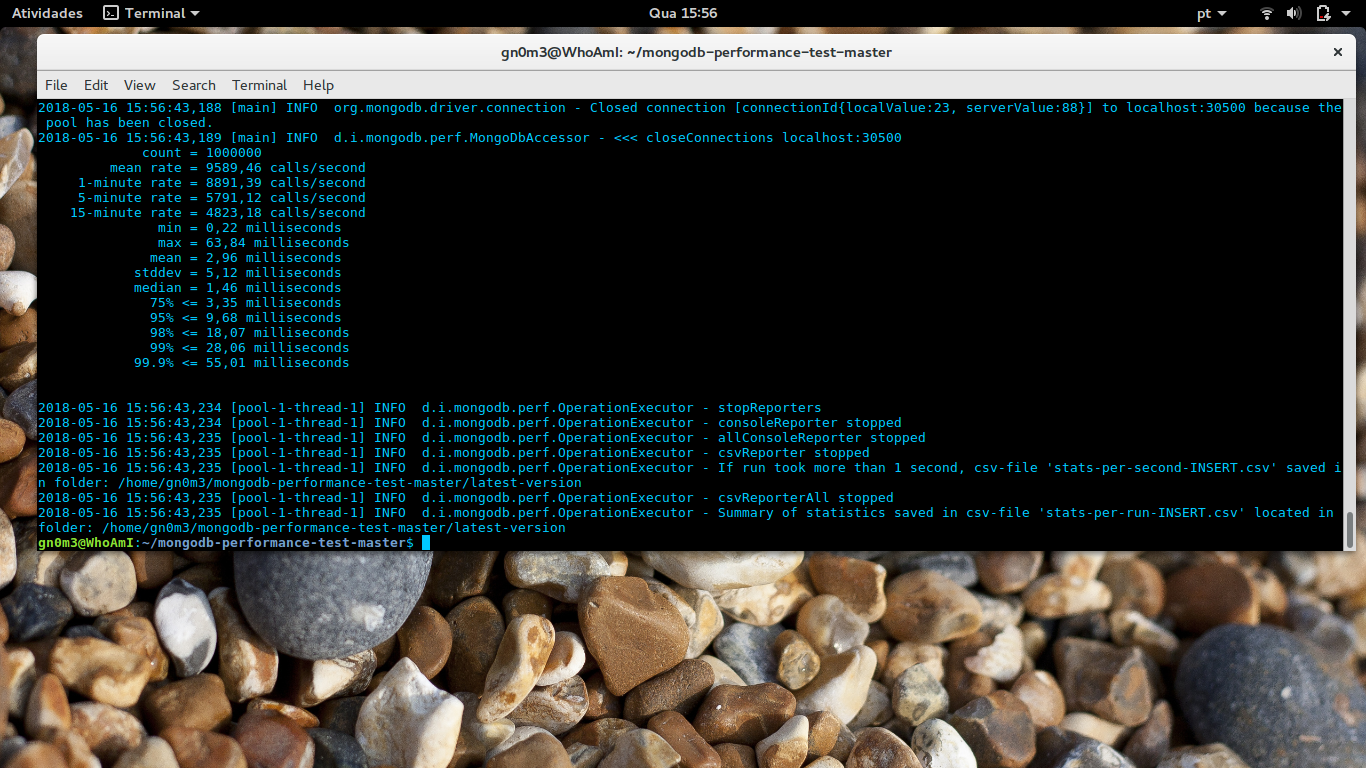 Atividades Terminal Qua 15:56 pt
gn0m3@WhoAmI: ~/mongodb-performance-test-master
File Edit View Search Terminal Help
2018-05-16 15:56:43,188 [main] INFO  org.mongodb.driver.connection - Closed connection [connectionId{localValue:23, serverValue:88}] to localhost:30500 because the
 pool has been closed.
2018-05-16 15:56:43,189 [main] INFO  d.i.mongodb.perf.MongoDbAccessor - <<< closeConnections localhost:30500
count = 1000000
mean rate = 9589,46 calls/second
1-minute rate = 8891,39 calls/second
5-minute rate = 5791,12 calls/second
15-minute rate = 4823,18 calls/second
min = 0,22 milliseconds
max = 63,84 milliseconds
mean = 2,96 milliseconds
stddev = 5,12 milliseconds
median = 1,46 milliseconds
75% <= 3,35 milliseconds
95% <= 9,68 milliseconds
98% <= 18,07 milliseconds
99% <= 28,06 milliseconds
99.9% <= 55,01 milliseconds
2018-05-16 15:56:43,234 [pool-1-thread-1] INFO  d.i.mongodb.perf.OperationExecutor - stopReporters
2018-05-16 15:56:43,234 [pool-1-thread-1] INFO  d.i.mongodb.perf.OperationExecutor - consoleReporter stopped
2018-05-16 15:56:43,235 [pool-1-thread-1] INFO  d.i.mongodb.perf.OperationExecutor - allConsoleReporter stopped
2018-05-16 15:56:43,235 [pool-1-thread-1] INFO  d.i.mongodb.perf.OperationExecutor - csvReporter stopped
2018-05-16 15:56:43,235 [pool-1-thread-1] INFO  d.i.mongodb.perf.OperationExecutor - If run took more than 1 second, csv-file 'stats-per-second-INSERT.csv' saved i
n folder: /home/gn0m3/mongodb-performance-test-master/latest-version
2018-05-16 15:56:43,235 [pool-1-thread-1] INFO  d.i.mongodb.perf.OperationExecutor - csvReporterAll stopped
2018-05-16 15:56:43,235 [pool-1-thread-1] INFO  d.i.mongodb.perf.OperationExecutor - Summary of statistics saved in csv-file 'stats-per-run-INSERT.csv' located in
folder: /home/gn0m3/mongodb-performance-test-master/latest-version
gn0m3@WhoAmI:~/mongodb-performance-test-master$